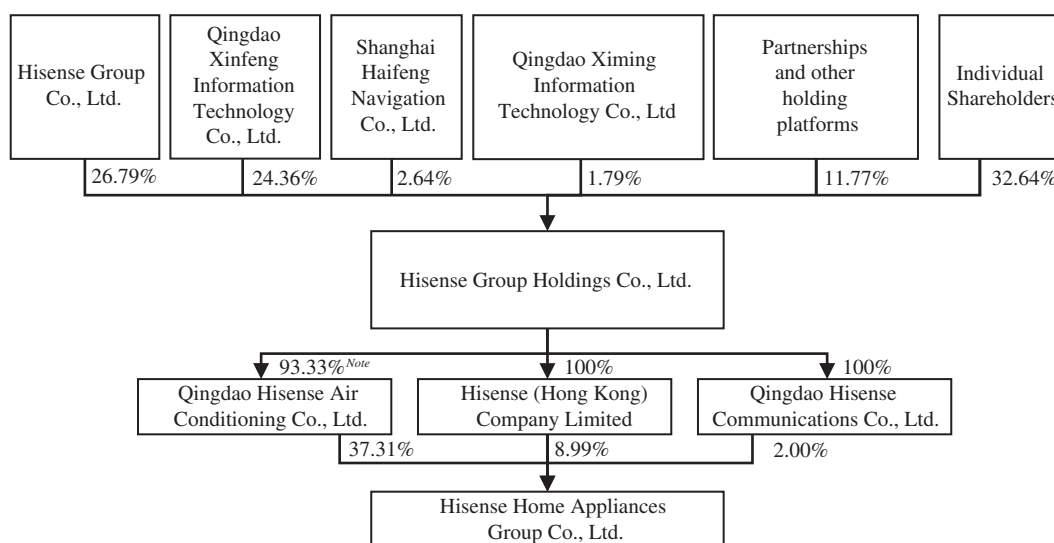 Hisense Group
Co., Ltd.
Qingdao
Xinfeng
Information
Technology
Co., Ltd.
Shanghai
Haifeng
Navigation
Co., Ltd.
Qingdao Ximing
Information
Technology Co., Ltd
Partnerships
and other
holding
platforms
Individual
Shareholders
26.79%
24.36%
2.64%
1.79%
11.77%
32.64%
Hisense Group Holdings Co., Ltd.
93.33% Note
100%
100%
Qingdao Hisense Air
Conditioning Co., Ltd.
Hisense (Hong Kong)
Company Limited
Qingdao Hisense
Communications Co., Ltd.
37.31%
8.99%
2.00%
Hisense Home Appliances
Group Co., Ltd.